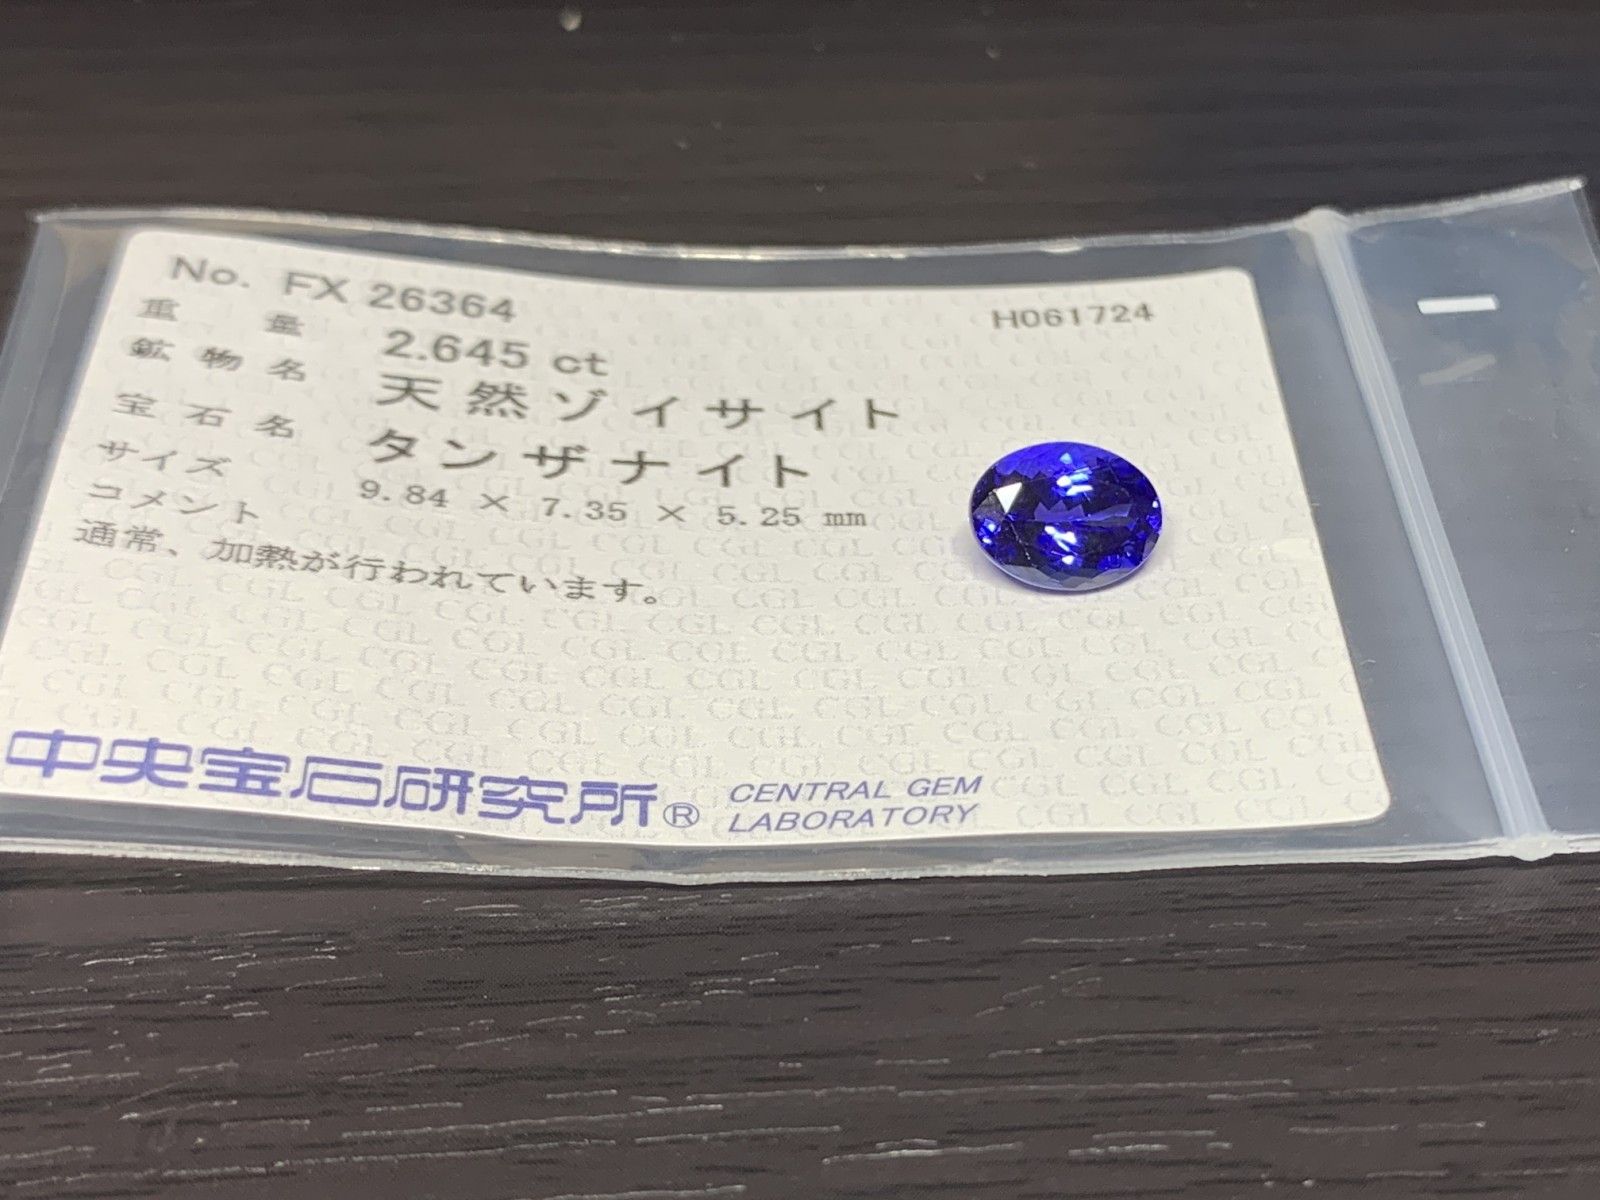 No. FX 26364
H061724
重量 2.645 ct
鉱物名 天然ゾイサイト
宝石名 タンザナイト
サイズ 9.84 × 7.35 × 5.25 mm
コメント
通常、加熱が行われています。
中央宝石研究所® CENTRAL GEM
LABORATORY
CGL